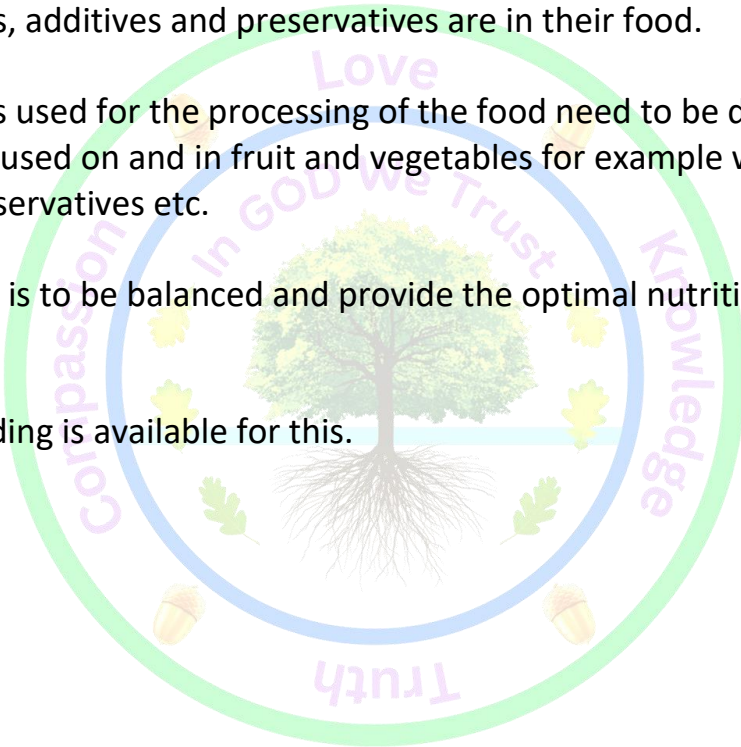 s, additives and preservatives are in their food.
s used for the processing of the food need to be d
used on and in fruit and vegetables for example w
servatives etc.
is to be balanced and provide the optimal nutriti
ding is available for this.
Love
In GOD We Trust
Compassion
Knowledge
Truth